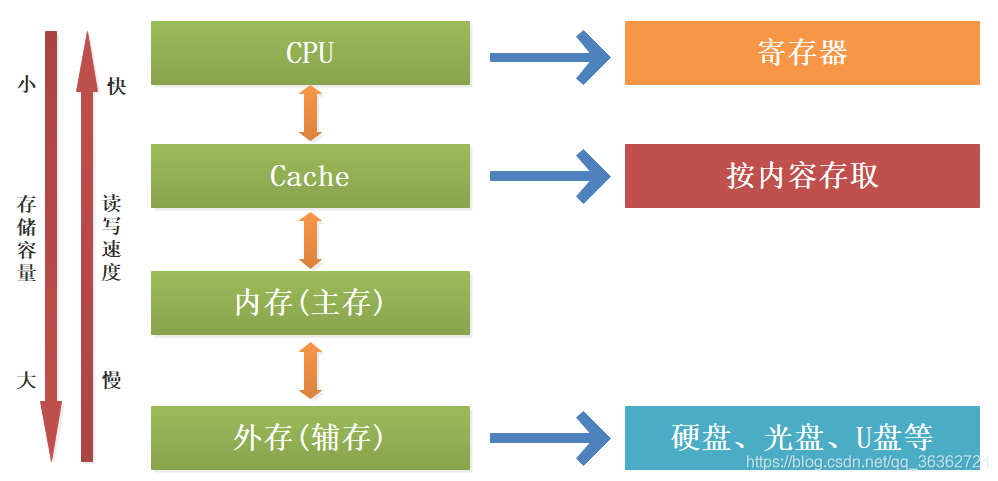 小
存储容量
大
快
读写速度
慢
CPU
寄存器
Cache
按内容存取
内存(主存)
外存(辅存)
硬盘、光盘、U盘等
https://blog.csdn.net/qq_36362721